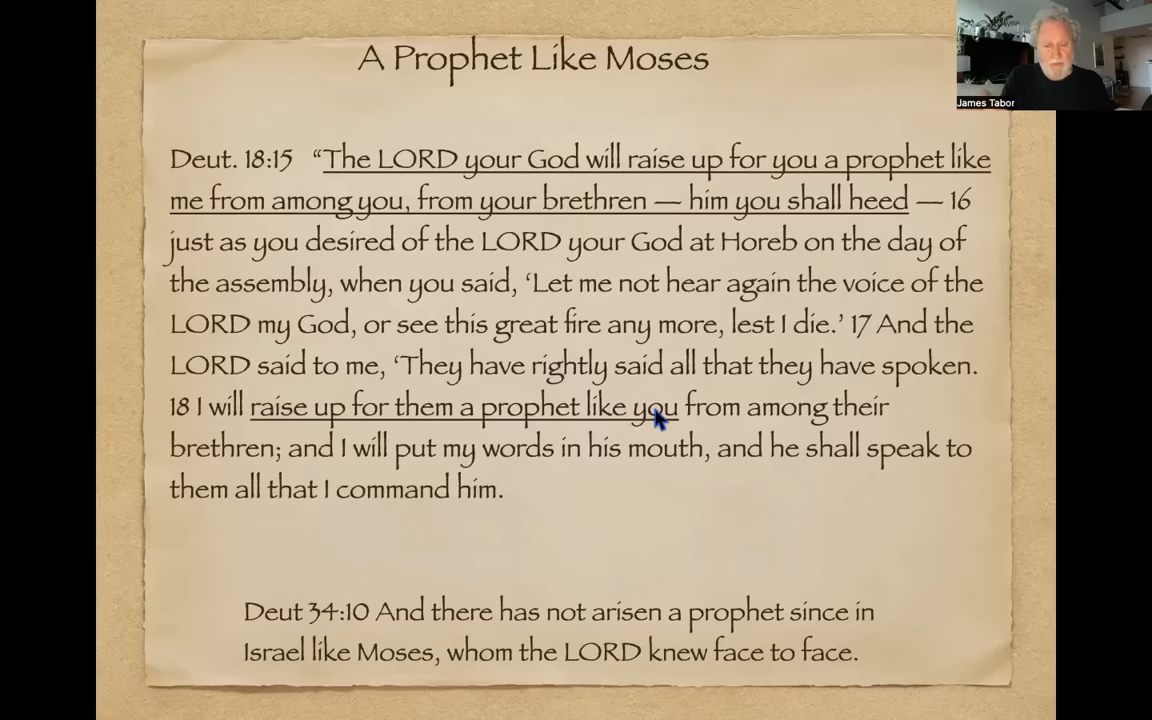 A Prophet Like Moses
James Tabor
Deut. 18:15 “The LORD your God will raise up for you a prophet like
me from among you, from your brethren — him you shall heed — 16
just as you desired of the LORD your God at Horeb on the day of
the assembly, when you said, ‘Let me not hear again the voice of the
LORD my God, or see this great fire any more, lest I die.’ 17 And the
LORD said to me, ‘They have rightly said all that they have spoken.
18 I will raise up for them a prophet like you from among their
brethren; and I will put my words in his mouth, and he shall speak to
them all that I command him.
Deut 34:10 And there has not arisen a prophet since in
Israel like Moses, whom the LORD knew face to face.